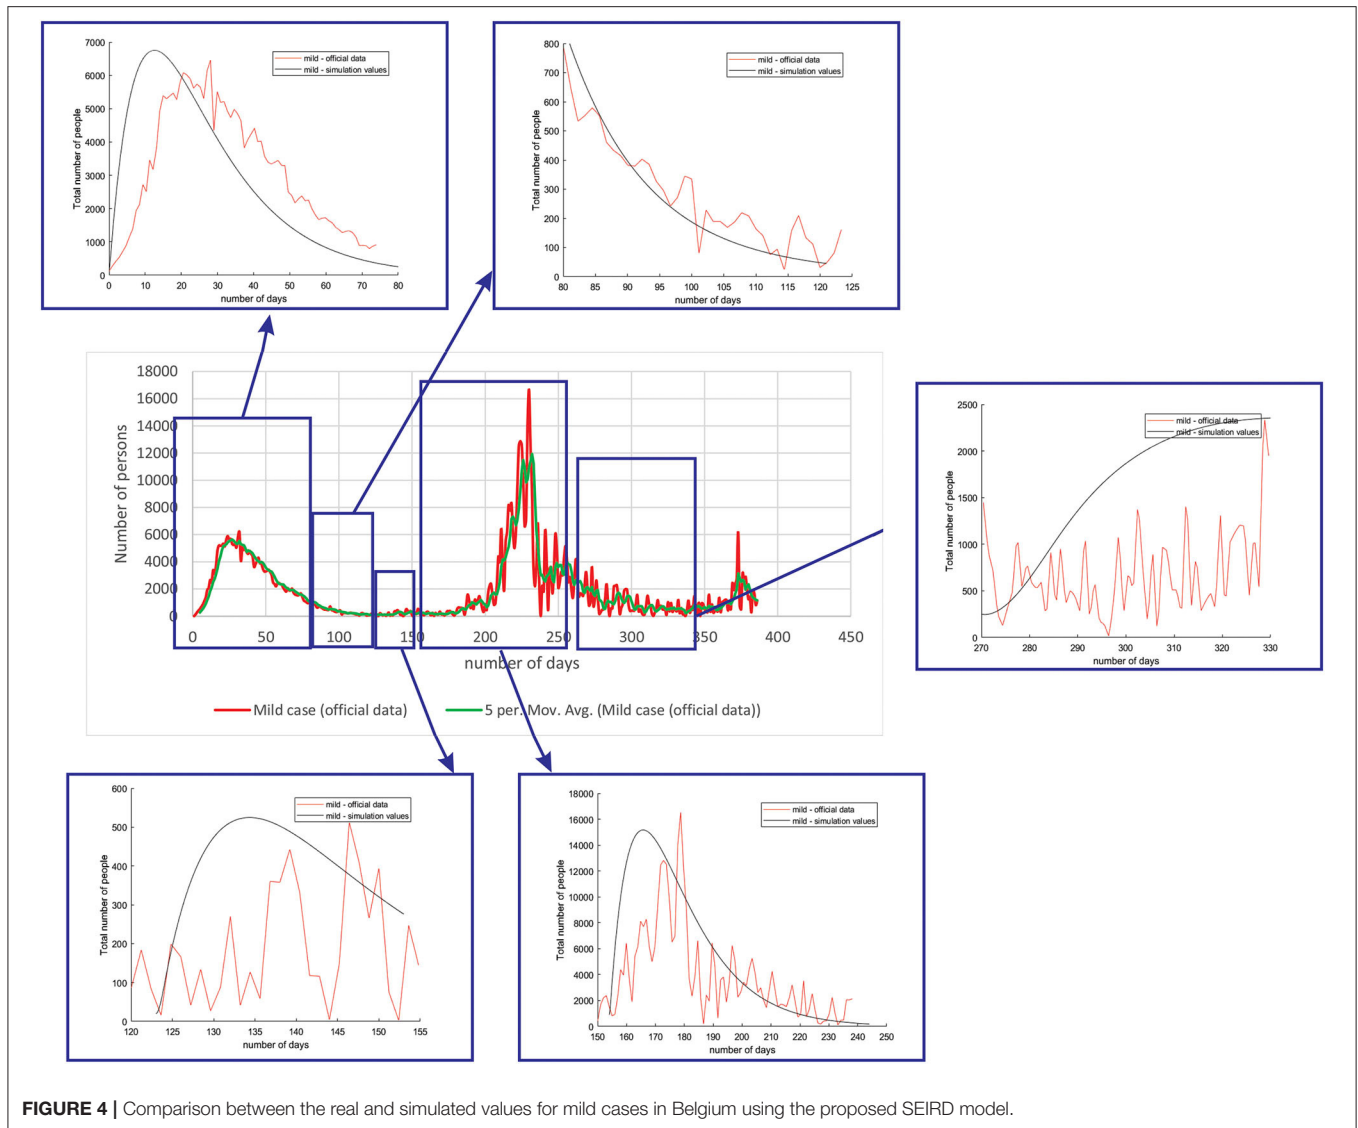 7000
6000
5000
4000
3000
2000
1000
0
Total number of people
mild - official data
mild - simulation values
0 10 20 30 40 50 60 70 80
number of days
800
700
600
500
400
300
200
100
0
Total number of people
mild - official data
mild - simulation values
80 85 90 95 100 105 110 115 120 125
number of days
18000
16000
14000
12000
10000
8000
6000
4000
2000
0
Number of persons
0 50 100 150 200 250 300 350 400 450
number of days
Mild case (official data) 5 per. Mov. Avg. (Mild case (official data))
2500
2000
1500
1000
500
0
Total number of people
mild - official data
mild - simulation values
270 280 290 300 310 320 330
number of days
600
500
400
300
200
100
0
Total number of people
mild - official data
mild - simulation values
120 125 130 135 140 145 150 155
number of days
18000
16000
14000
12000
10000
8000
6000
4000
2000
0
Total number of people
mild - official data
mild - simulation values
150 160 170 180 190 200 210 220 230 240 250
number of days
FIGURE 4 | Comparison between the real and simulated values for mild cases in Belgium using the proposed SEIRD model.